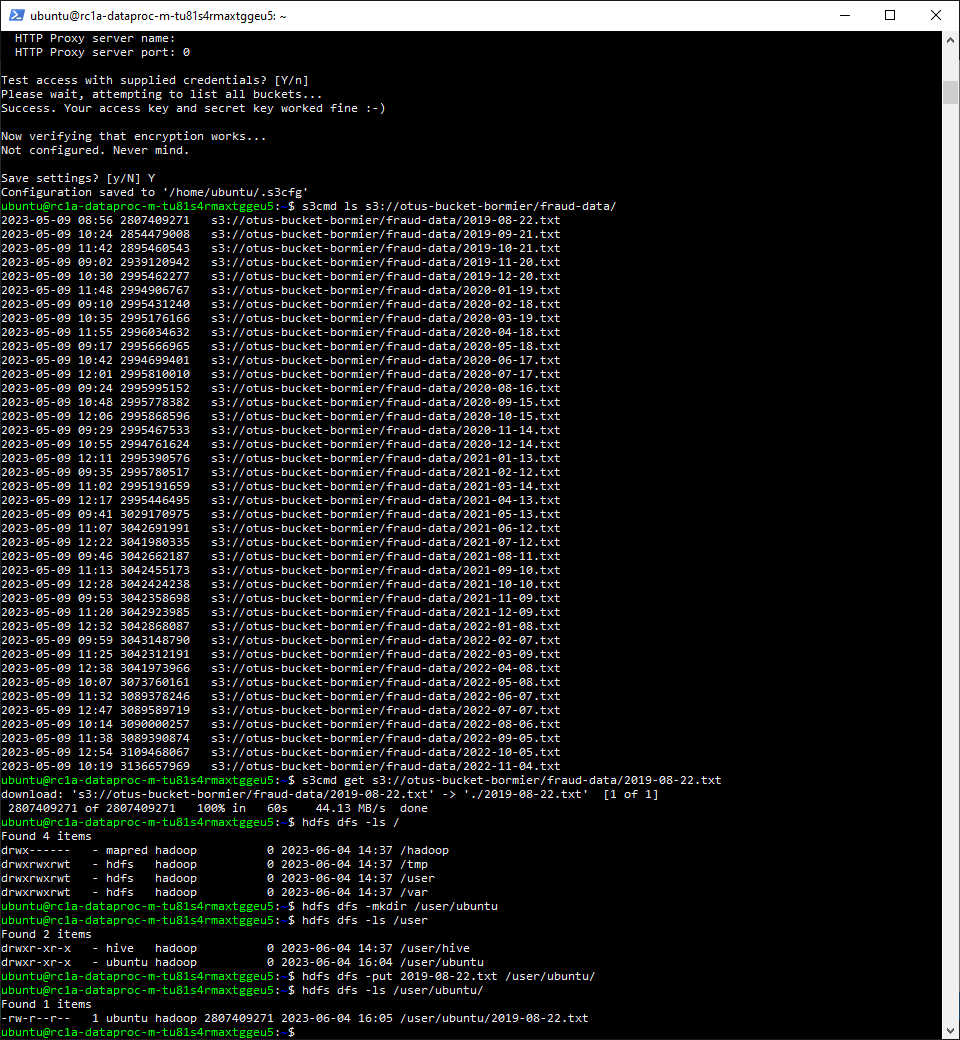 ubuntu@rc1a-dataproc-m-tu81s4rmaxtggeu5: ~
HTTP Proxy server name:
HTTP Proxy server port: 0
Test access with supplied credentials? [Y/n]
Please wait, attempting to list all buckets...
Success. Your access key and secret key worked fine :-)
Now verifying that encryption works...
Not configured. Never mind.
Save settings? [y/N] Y
Configuration saved to '/home/ubuntu/.s3cfg'
ubuntu@rc1a-dataproc-m-tu81s4rmaxtggeu5:~$ s3cmd ls s3://otus-bucket-bormier/fraud-data/
2023-05-09 08:56 2807409271   s3://otus-bucket-bormier/fraud-data/2019-08-22.txt
2023-05-09 10:24 2854479008   s3://otus-bucket-bormier/fraud-data/2019-09-21.txt
2023-05-09 11:42 2895460543   s3://otus-bucket-bormier/fraud-data/2019-10-21.txt
2023-05-09 09:02 2939120942   s3://otus-bucket-bormier/fraud-data/2019-11-20.txt
2023-05-09 10:30 2995462277   s3://otus-bucket-bormier/fraud-data/2019-12-20.txt
2023-05-09 11:48 2994906767   s3://otus-bucket-bormier/fraud-data/2020-01-19.txt
2023-05-09 09:10 2995431240   s3://otus-bucket-bormier/fraud-data/2020-02-18.txt
2023-05-09 10:35 2995176166   s3://otus-bucket-bormier/fraud-data/2020-03-19.txt
2023-05-09 11:55 2996034632   s3://otus-bucket-bormier/fraud-data/2020-04-18.txt
2023-05-09 09:17 2995666965   s3://otus-bucket-bormier/fraud-data/2020-05-18.txt
2023-05-09 10:42 2994699401   s3://otus-bucket-bormier/fraud-data/2020-06-17.txt
2023-05-09 12:01 2995810010   s3://otus-bucket-bormier/fraud-data/2020-07-17.txt
2023-05-09 09:24 2995995152   s3://otus-bucket-bormier/fraud-data/2020-08-16.txt
2023-05-09 10:48 2995778382   s3://otus-bucket-bormier/fraud-data/2020-09-15.txt
2023-05-09 12:06 2995868596   s3://otus-bucket-bormier/fraud-data/2020-10-15.txt
2023-05-09 09:29 2995467533   s3://otus-bucket-bormier/fraud-data/2020-11-14.txt
2023-05-09 10:55 2994761624   s3://otus-bucket-bormier/fraud-data/2020-12-14.txt
2023-05-09 12:11 2995390576   s3://otus-bucket-bormier/fraud-data/2021-01-13.txt
2023-05-09 09:35 2995780517   s3://otus-bucket-bormier/fraud-data/2021-02-12.txt
2023-05-09 11:02 2995191659   s3://otus-bucket-bormier/fraud-data/2021-03-14.txt
2023-05-09 12:17 2995446495   s3://otus-bucket-bormier/fraud-data/2021-04-13.txt
2023-05-09 09:41 3029170975   s3://otus-bucket-bormier/fraud-data/2021-05-13.txt
2023-05-09 11:07 3042691991   s3://otus-bucket-bormier/fraud-data/2021-06-12.txt
2023-05-09 12:22 3041980335   s3://otus-bucket-bormier/fraud-data/2021-07-12.txt
2023-05-09 09:46 3042662187   s3://otus-bucket-bormier/fraud-data/2021-08-11.txt
2023-05-09 11:13 3042455173   s3://otus-bucket-bormier/fraud-data/2021-09-10.txt
2023-05-09 12:28 3042424238   s3://otus-bucket-bormier/fraud-data/2021-10-10.txt
2023-05-09 09:53 3042358698   s3://otus-bucket-bormier/fraud-data/2021-11-09.txt
2023-05-09 11:20 3042923985   s3://otus-bucket-bormier/fraud-data/2021-12-09.txt
2023-05-09 12:32 3042868087   s3://otus-bucket-bormier/fraud-data/2022-01-08.txt
2023-05-09 09:59 3043148790   s3://otus-bucket-bormier/fraud-data/2022-02-07.txt
2023-05-09 11:25 3042312191   s3://otus-bucket-bormier/fraud-data/2022-03-09.txt
2023-05-09 12:38 3041973966   s3://otus-bucket-bormier/fraud-data/2022-04-08.txt
2023-05-09 10:07 3073760161   s3://otus-bucket-bormier/fraud-data/2022-05-08.txt
2023-05-09 11:32 3089378246   s3://otus-bucket-bormier/fraud-data/2022-06-07.txt
2023-05-09 12:47 3089589719   s3://otus-bucket-bormier/fraud-data/2022-07-07.txt
2023-05-09 10:14 3090000257   s3://otus-bucket-bormier/fraud-data/2022-08-06.txt
2023-05-09 11:38 3089390874   s3://otus-bucket-bormier/fraud-data/2022-09-05.txt
2023-05-09 12:54 3109468067   s3://otus-bucket-bormier/fraud-data/2022-10-05.txt
2023-05-09 10:19 3136657969   s3://otus-bucket-bormier/fraud-data/2022-11-04.txt
ubuntu@rc1a-dataproc-m-tu81s4rmaxtggeu5:~$ s3cmd get s3://otus-bucket-bormier/fraud-data/2019-08-22.txt
download: 's3://otus-bucket-bormier/fraud-data/2019-08-22.txt' -> './2019-08-22.txt'  [1 of 1]
2807409271 of 2807409271   100% in   60s    44.13 MB/s  done
ubuntu@rc1a-dataproc-m-tu81s4rmaxtggeu5:~$ hdfs dfs -ls /
Found 4 items
drwx------   - mapred hadoop          0 2023-06-04 14:37 /hadoop
drwxrwxrwt   - hdfs   hadoop          0 2023-06-04 14:37 /tmp
drwxrwxrwt   - hdfs   hadoop          0 2023-06-04 14:37 /user
drwxrwxrwt   - hdfs   hadoop          0 2023-06-04 14:37 /var
ubuntu@rc1a-dataproc-m-tu81s4rmaxtggeu5:~$ hdfs dfs -mkdir /user/ubuntu
ubuntu@rc1a-dataproc-m-tu81s4rmaxtggeu5:~$ hdfs dfs -ls /user
Found 2 items
drwxr-xr-x   - hive   hadoop          0 2023-06-04 14:37 /user/hive
drwxr-xr-x   - ubuntu hadoop          0 2023-06-04 16:04 /user/ubuntu
ubuntu@rc1a-dataproc-m-tu81s4rmaxtggeu5:~$ hdfs dfs -put 2019-08-22.txt /user/ubuntu/
ubuntu@rc1a-dataproc-m-tu81s4rmaxtggeu5:~$ hdfs dfs -ls /user/ubuntu/
Found 1 items
-rw-r--r--   1 ubuntu hadoop 2807409271 2023-06-04 16:05 /user/ubuntu/2019-08-22.txt
ubuntu@rc1a-dataproc-m-tu81s4rmaxtggeu5:~$